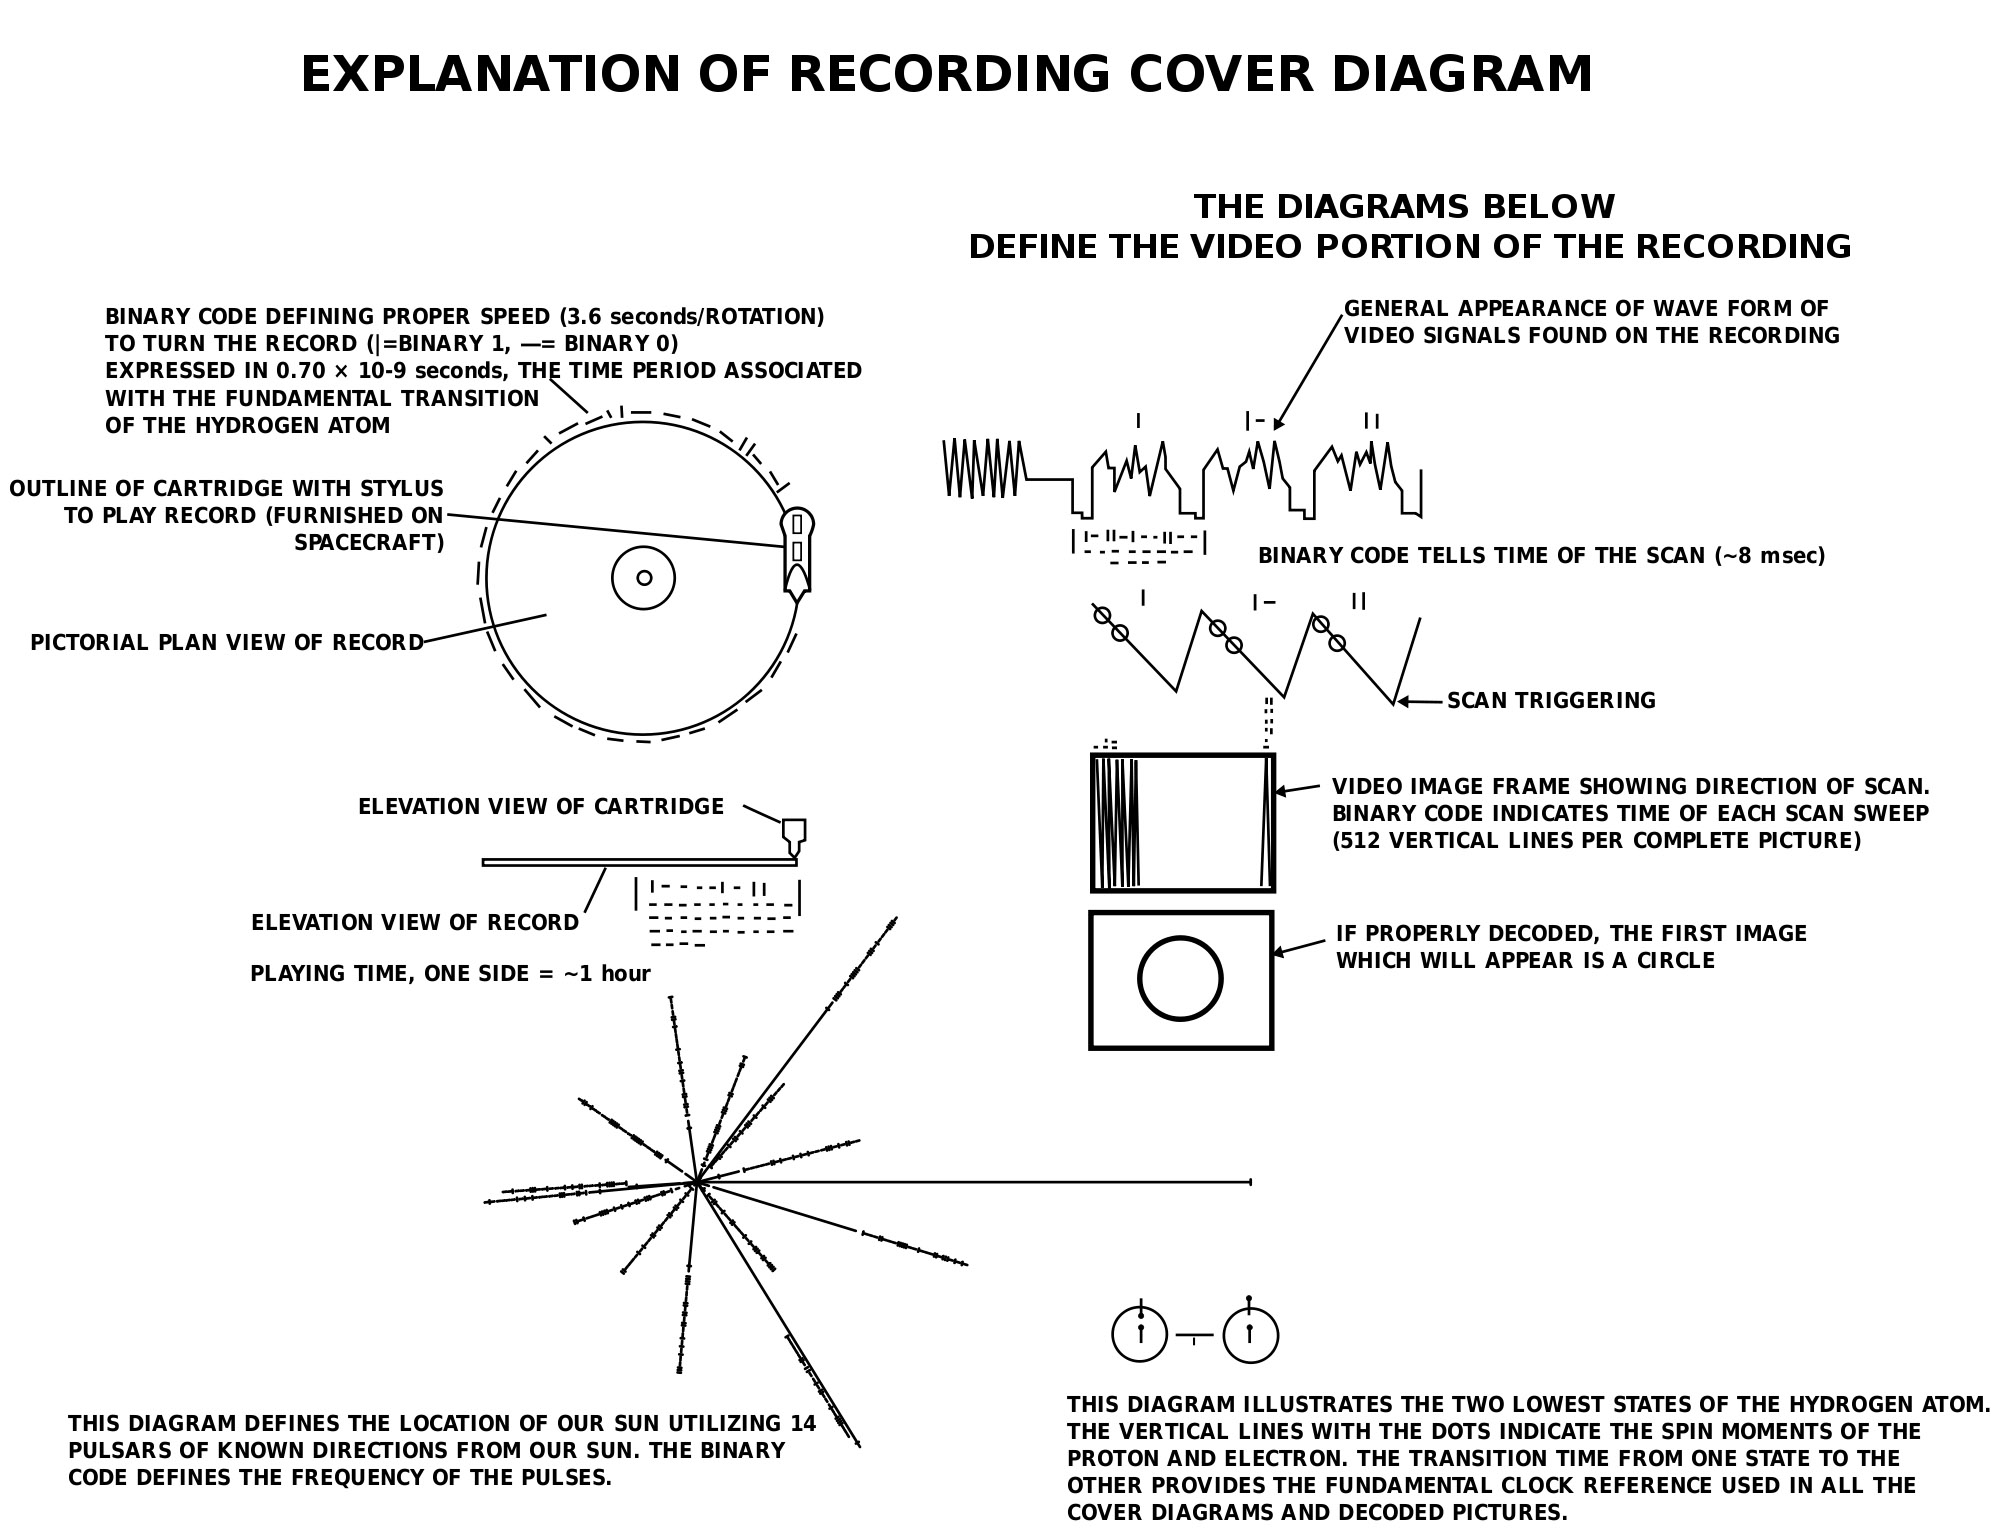 EXPLANATION OF RECORDING COVER DIAGRAM
THE DIAGRAMS BELOW
DEFINE THE VIDEO PORTION OF THE RECORDING
BINARY CODE DEFINING PROPER SPEED (3.6 seconds/ROTATION)
TO TURN THE RECORD (|=BINARY 1, —= BINARY 0)
EXPRESSED IN 0.70 × 10-9 seconds, THE TIME PERIOD ASSOCIATED
WITH THE FUNDAMENTAL TRANSITION
OF THE HYDROGEN ATOM
OUTLINE OF CARTRIDGE WITH STYLUS
TO PLAY RECORD (FURNISHED ON
SPACECRAFT)
PICTORIAL PLAN VIEW OF RECORD
ELEVATION VIEW OF CARTRIDGE
ELEVATION VIEW OF RECORD
PLAYING TIME, ONE SIDE = ~1 hour
THIS DIAGRAM DEFINES THE LOCATION OF OUR SUN UTILIZING 14
PULSARS OF KNOWN DIRECTIONS FROM OUR SUN. THE BINARY
CODE DEFINES THE FREQUENCY OF THE PULSES.
GENERAL APPEARANCE OF WAVE FORM OF
VIDEO SIGNALS FOUND ON THE RECORDING
BINARY CODE TELLS TIME OF THE SCAN (~8 msec)
SCAN TRIGGERING
VIDEO IMAGE FRAME SHOWING DIRECTION OF SCAN.
BINARY CODE INDICATES TIME OF EACH SCAN SWEEP
(512 VERTICAL LINES PER COMPLETE PICTURE)
IF PROPERLY DECODED, THE FIRST IMAGE
WHICH WILL APPEAR IS A CIRCLE
THIS DIAGRAM ILLUSTRATES THE TWO LOWEST STATES OF THE HYDROGEN ATOM.
THE VERTICAL LINES WITH THE DOTS INDICATE THE SPIN MOMENTS OF THE
PROTON AND ELECTRON. THE TRANSITION TIME FROM ONE STATE TO THE
OTHER PROVIDES THE FUNDAMENTAL CLOCK REFERENCE USED IN ALL THE
COVER DIAGRAMS AND DECODED PICTURES.